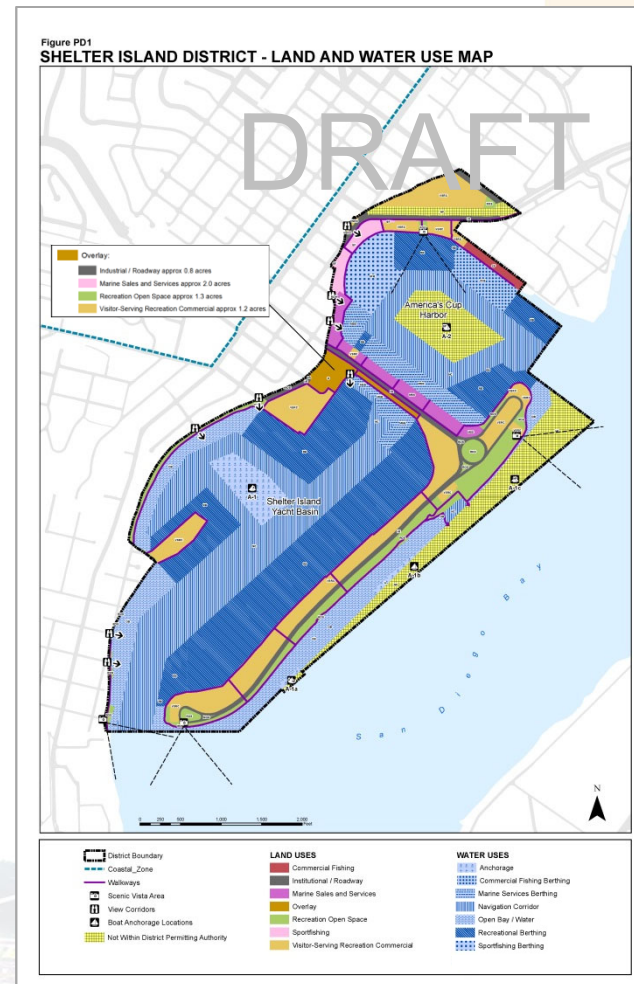 Figure PD1
SHELTER ISLAND DISTRICT - LAND AND WATER USE MAP
DRAFT
Overlay:
Industrial / Roadway approx 0.8 acres
Marine Sales and Services approx 2.0 acres
Recreation Open Space approx 1.3 acres
Visitor-Serving Recreation Commercial approx 1.2 acres
America's Cup
Harbor
A-2
A-1
Shelter Island
Yacht Basin
A-1c
A-1b
A-1a
San Diego Bay
N
0 250 500 1,000 1,500 2,000
Feet
District Boundary
Coastal_Zone
Walkways
Scenic Vista Area
View Corridors
Boat Anchorage Locations
Not Within District Permitting Authority
LAND USES
Commercial Fishing
Institutional / Roadway
Marine Sales and Services
Overlay
Recreation Open Space
Sportfishing
Visitor-Serving Recreation Commercial
WATER USES
Anchorage
Commercial Fishing Berthing
Marine Services Berthing
Navigation Corridor
Open Bay / Water
Recreational Berthing
Sportfishing Berthing